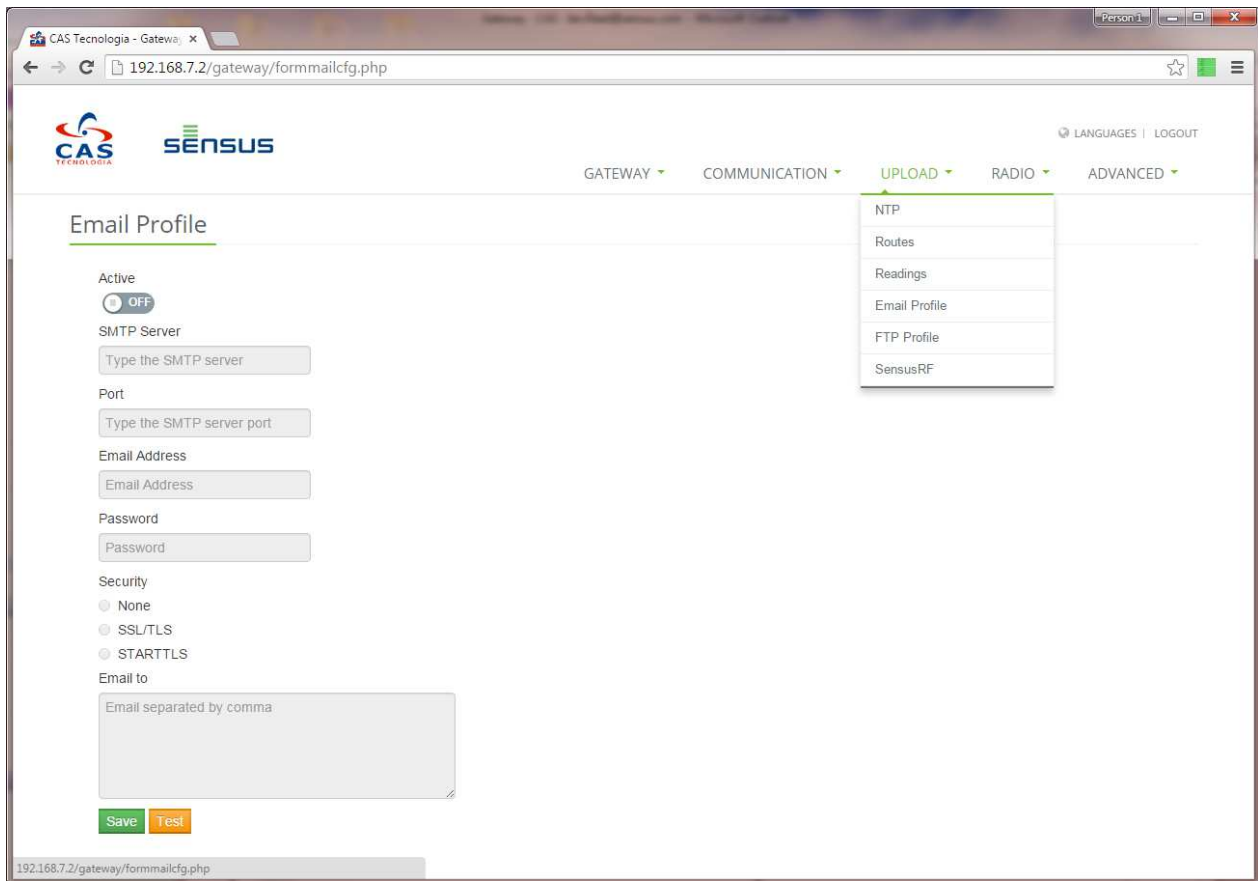 Person 1
CAS Tecnologia - Gateway
192.168.7.2/gateway/formmailcfg.php
CAS
TECNOLOGIA
sensus
LANGUAGES | LOGOUT
GATEWAY COMMUNICATION UPLOAD RADIO ADVANCED
NTP
Routes
Readings
Email Profile
FTP Profile
SensusRF
Email Profile
Active
OFF
SMTP Server
Type the SMTP server
Port
Type the SMTP server port
Email Address
Email Address
Password
Password
Security
None
SSL/TLS
STARTTLS
Email to
Email separated by comma
Save Test
192.168.7.2/gateway/formmailcfg.php